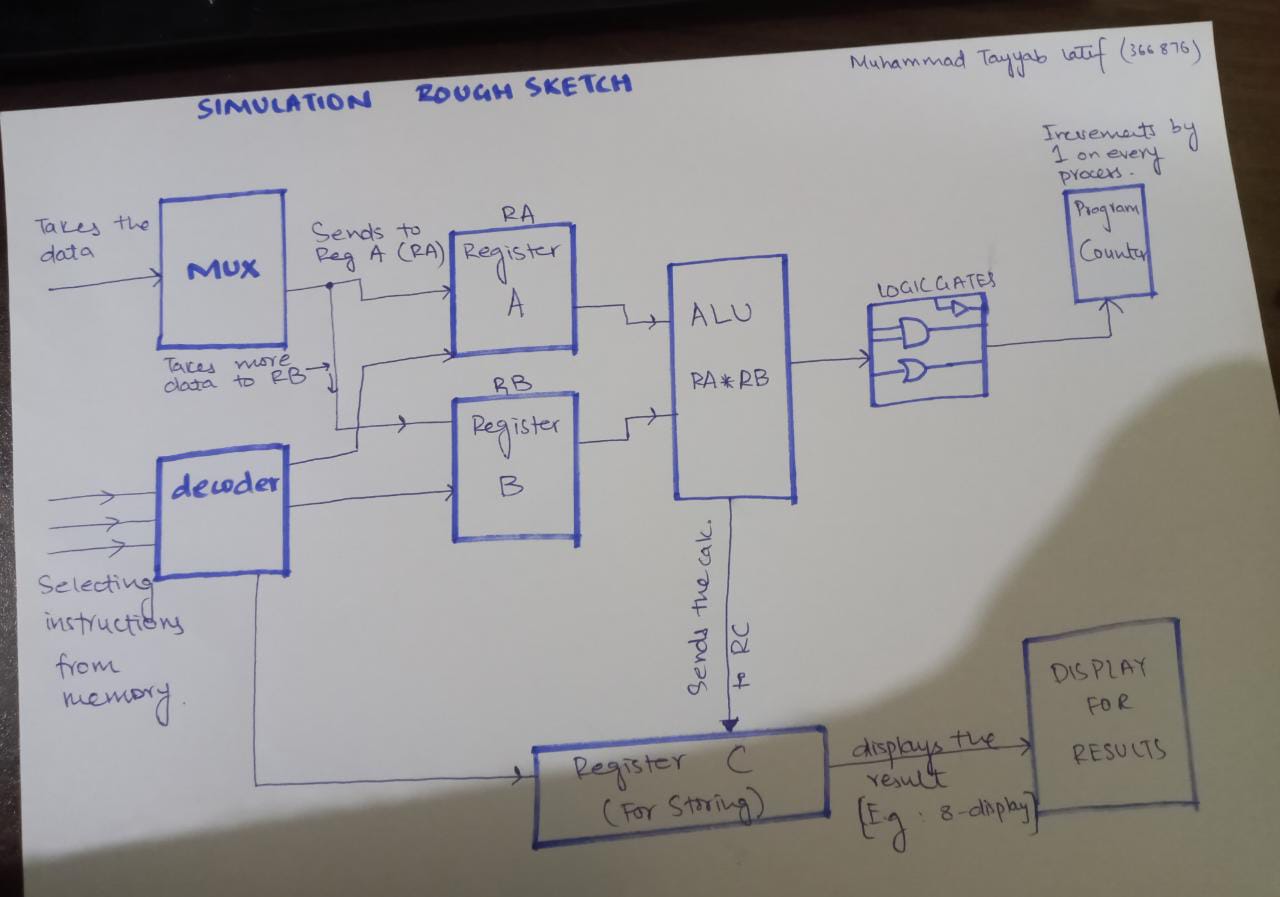 Muhammad Tayyab latif (366876)
SIMULATION ROUGH SKETCH
Increments by
1 on every
process.
Program
Counter
Takes the
data
MUX
Sends to
Reg A (RA)
RA
Register
A
Takes more
data to RB
RB
Register
B
ALU
RA*RB
LOGIC GATES
decoder
Selecting
instructions
from
memory.
Sends the calc.
to RC
Register C
(For Storing)
displays the
result
[E.g : 8-display]
DISPLAY
FOR
RESULTS